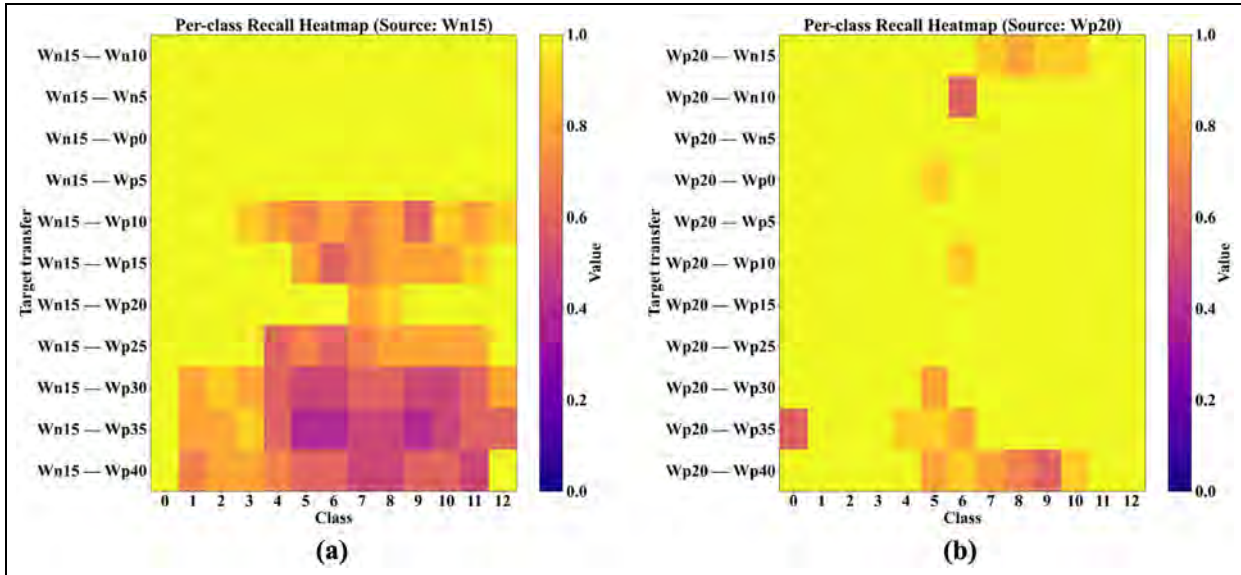 Per-class Recall Heatmap (Source: Wn15)
Target transfer
Wn15 — Wn10
Wn15 — Wn5
Wn15 — Wp0
Wn15 — Wp5
Wn15 — Wp10
Wn15 — Wp15
Wn15 — Wp20
Wn15 — Wp25
Wn15 — Wp30
Wn15 — Wp35
Wn15 — Wp40
0 1 2 3 4 5 6 7 8 9 10 11 12
Class
1.0
0.8
0.6
0.4
0.2
0.0
Value
(a)
Per-class Recall Heatmap (Source: Wp20)
Target transfer
Wp20 — Wn15
Wp20 — Wn10
Wp20 — Wn5
Wp20 — Wp0
Wp20 — Wp5
Wp20 — Wp10
Wp20 — Wp15
Wp20 — Wp25
Wp20 — Wp30
Wp20 — Wp35
Wp20 — Wp40
0 1 2 3 4 5 6 7 8 9 10 11 12
Class
1.0
0.8
0.6
0.4
0.2
0.0
Value
(b)